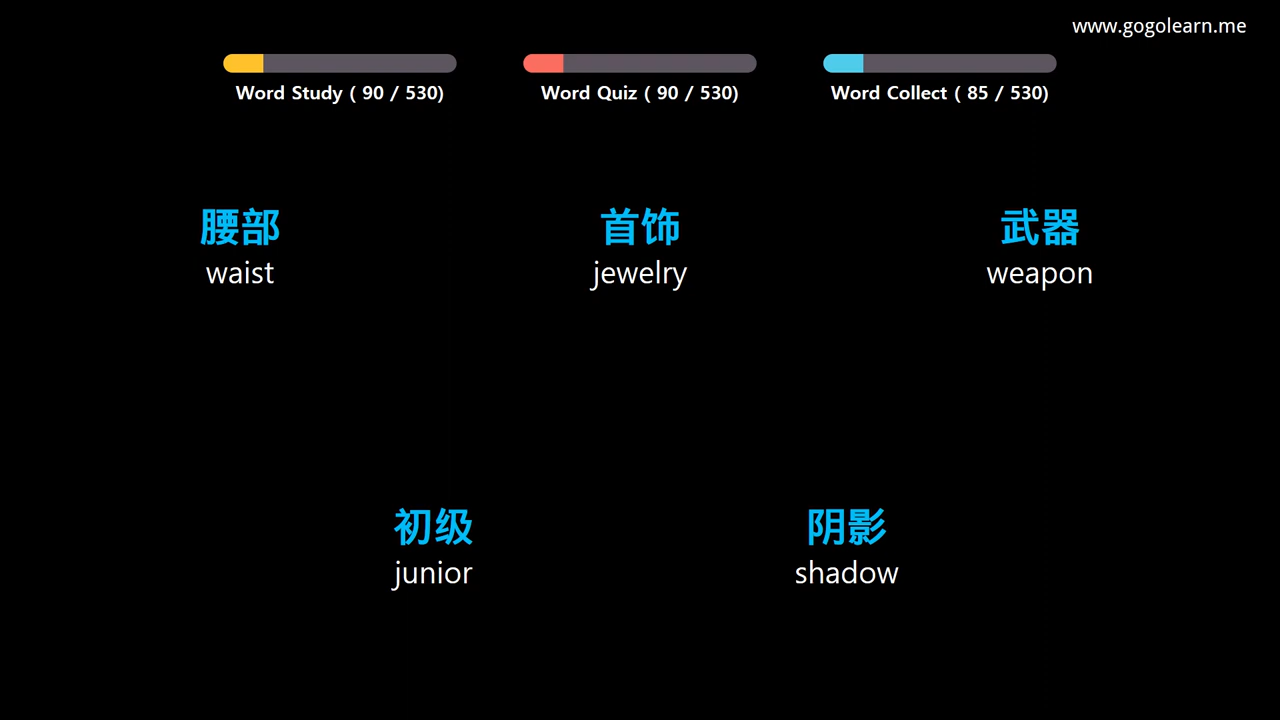 www.gogolearn.me
Word Study ( 90 / 530)
Word Quiz ( 90 / 530)
Word Collect ( 85 / 530)
腰部
waist
首饰
jewelry
武器
weapon
初级
junior
阴影
shadow